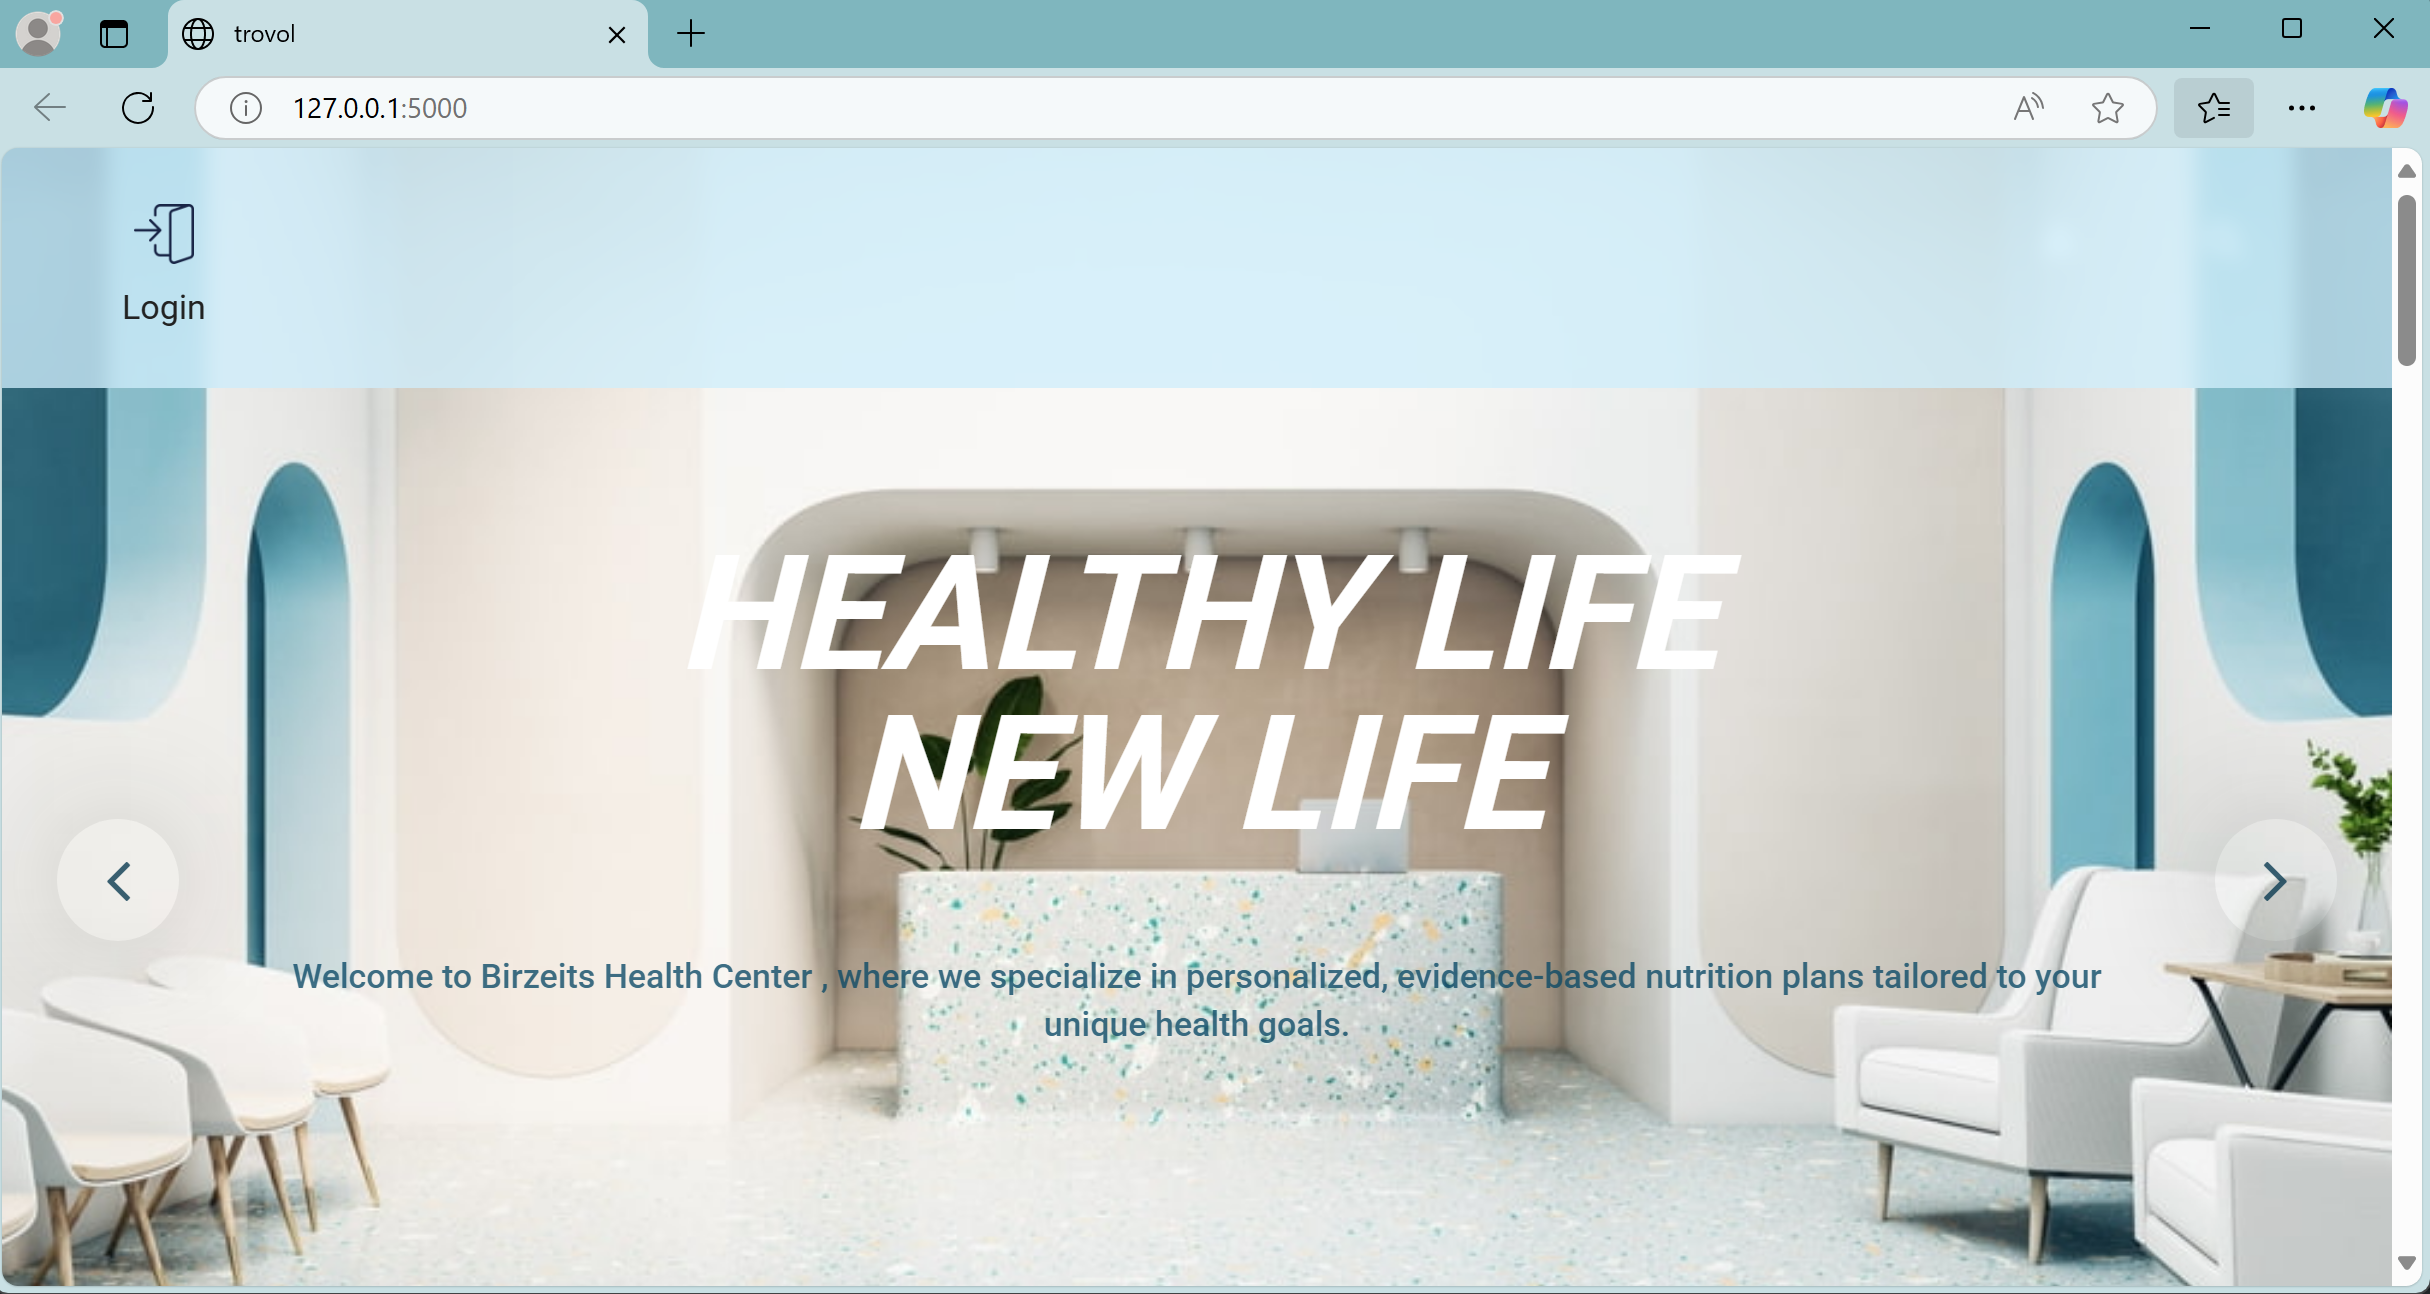 trovol
127.0.0.1:5000
Login
HEALTHY LIFE
NEW LIFE
Welcome to Birzeits Health Center , where we specialize in personalized, evidence-based nutrition plans tailored to your
unique health goals.